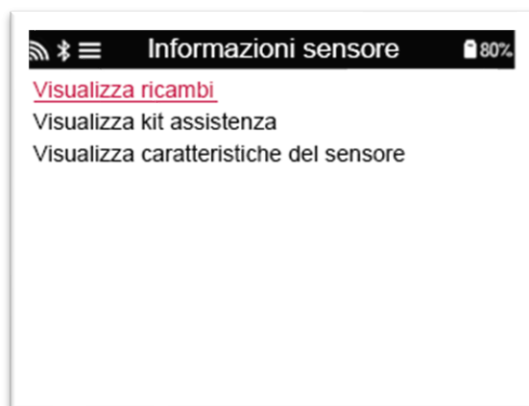 Informazioni sensore 80%
Visualizza ricambi
Visualizza kit assistenza
Visualizza caratteristiche del sensore